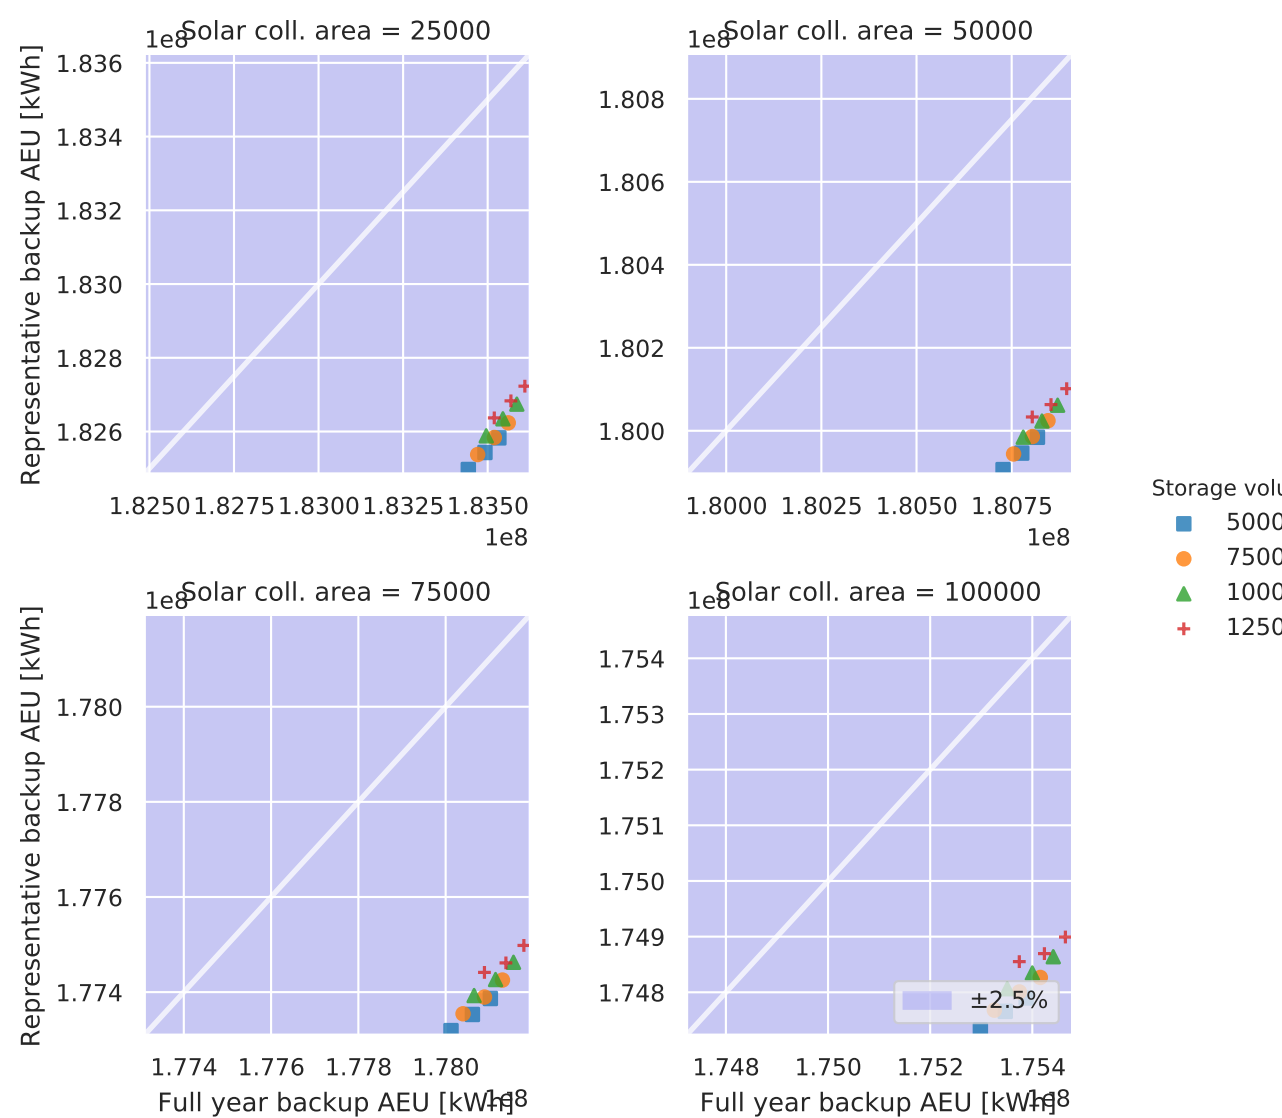 1e8
Solar coll. area = 25000
1e8
Solar coll. area = 50000
Representative backup AEU [kWh]
1.836
1.834
1.832
1.830
1.828
1.826
1.808
1.806
1.804
1.802
1.800
1.8250 1.8275 1.8300 1.8325 1.8350
1e8
1.8000 1.8025 1.8050 1.8075
1e8
Storage volu
5000
7500
1000
1250
1e8
Solar coll. area = 75000
1e8
Solar coll. area = 100000
Representative backup AEU [kWh]
1.780
1.778
1.776
1.774
1.754
1.753
1.752
1.751
1.750
1.749
1.748
±2.5%
1.774 1.776 1.778 1.780
1e8
Full year backup AEU [kWh]
1.748 1.750 1.752 1.754
1e8
Full year backup AEU [kWh]